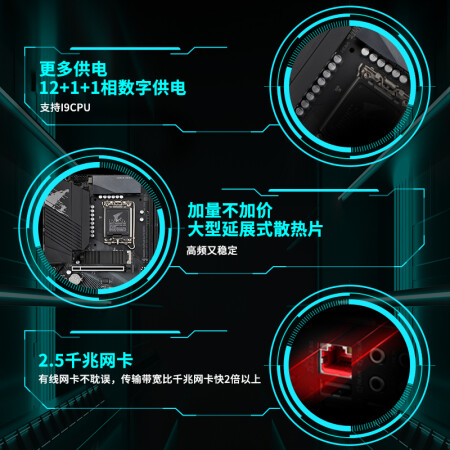 更多供电
12+1+1相数字供电
支持I9CPU
加量不加价
大型延展式散热片
高频又稳定
2.5千兆网卡
有线网卡不耽误，传输带宽比千兆网卡快2倍以上